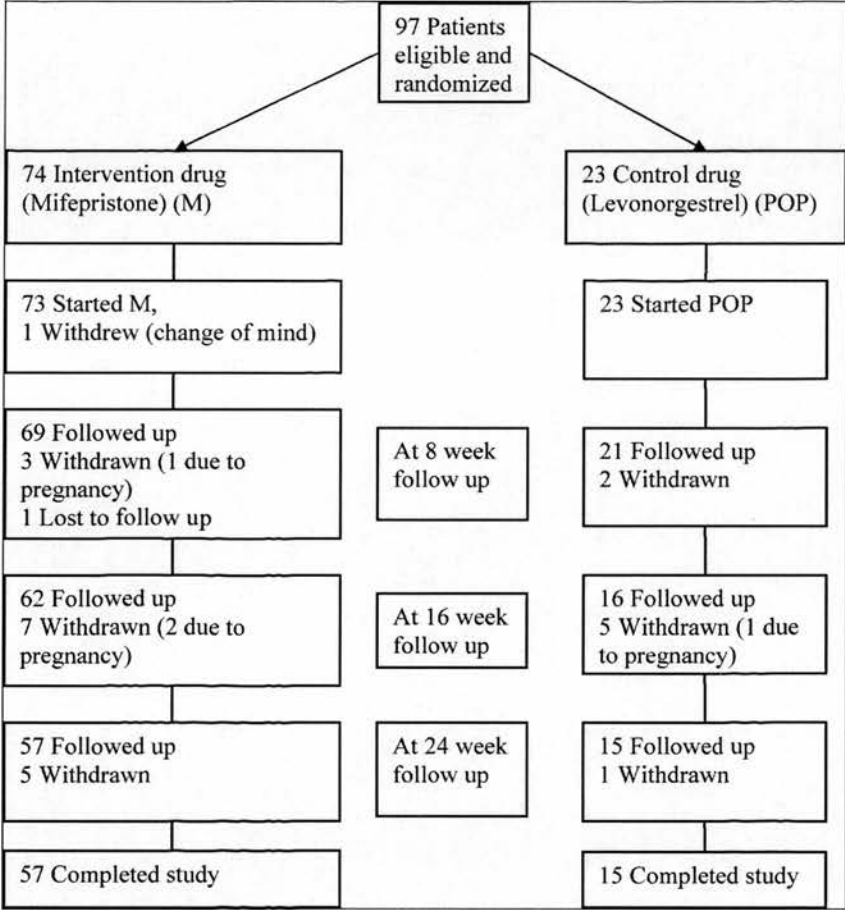 97 Patients
eligible and
randomized
74 Intervention drug
(Mifepristone) (M)
23 Control drug
(Levonorgestrel) (POP)
73 Started M,
1 Withdrew (change of mind)
23 Started POP
69 Followed up
3 Withdrawn (1 due to
pregnancy)
1 Lost to follow up
At 8 week
follow up
21 Followed up
2 Withdrawn
62 Followed up
7 Withdrawn (2 due to
pregnancy)
At 16 week
follow up
16 Followed up
5 Withdrawn (1 due
to pregnancy)
57 Followed up
5 Withdrawn
At 24 week
follow up
15 Followed up
1 Withdrawn
57 Completed study
15 Completed study